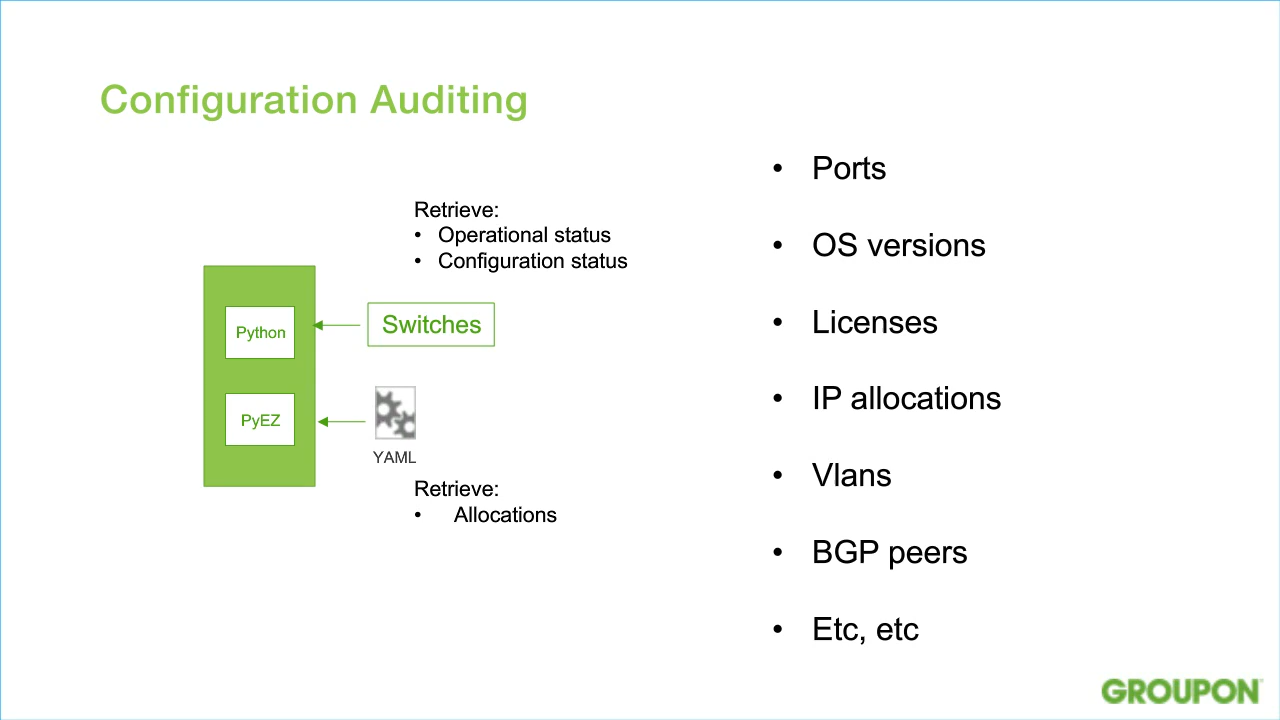 Configuration Auditing
Retrieve:
• Operational status
• Configuration status
Python
Switches
PyEZ
YAML
Retrieve:
• Allocations
• Ports
• OS versions
• Licenses
• IP allocations
• Vlans
• BGP peers
• Etc, etc
GROUPON